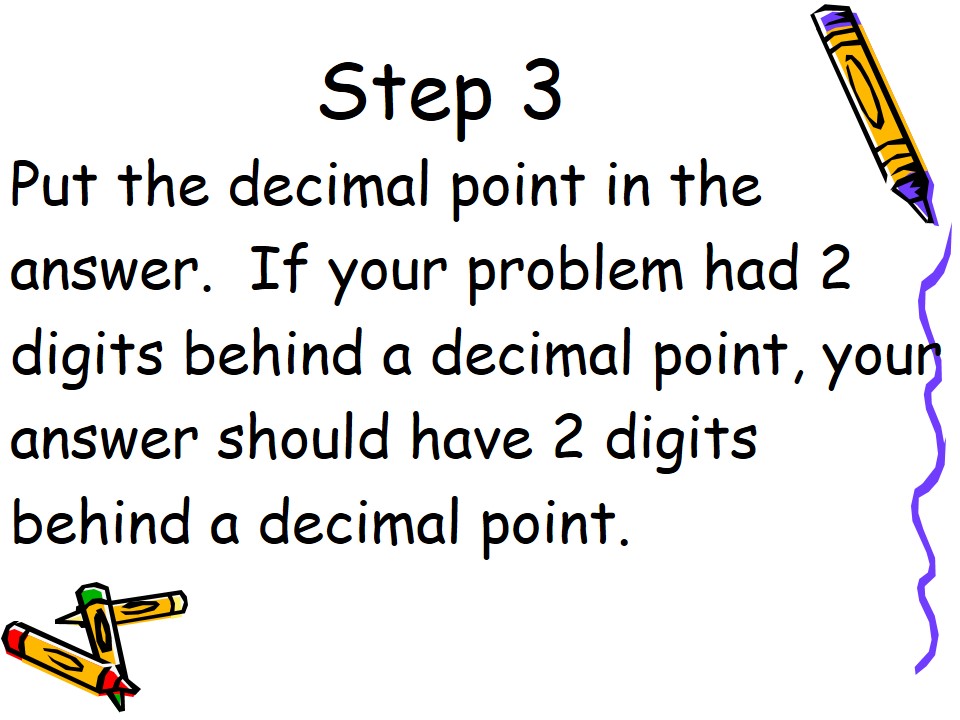 Step 3
Put the decimal point in the
answer.  If your problem had 2
digits behind a decimal point, your
answer should have 2 digits
behind a decimal point.